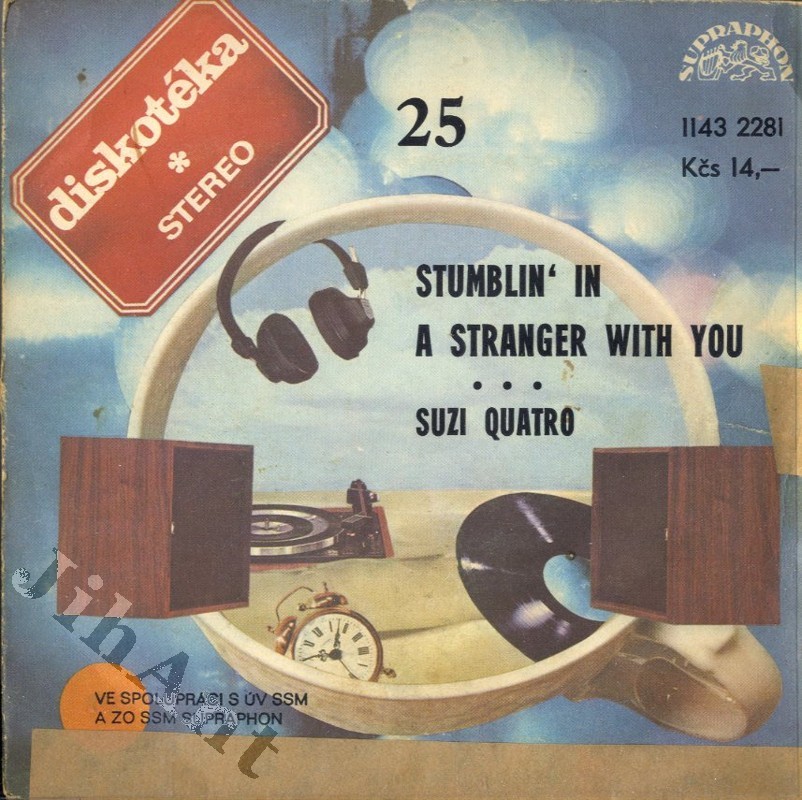 diskotéka
*
STEREO
25
SUPRAPHON
1143 2281
Kčs 14,—
STUMBLIN‘ IN
A STRANGER WITH YOU
• • •
SUZI QUATRO
VE SPOLUPRÁCI S ÚV SSM
A ZO SSM SUPRAPHON
JihAnt